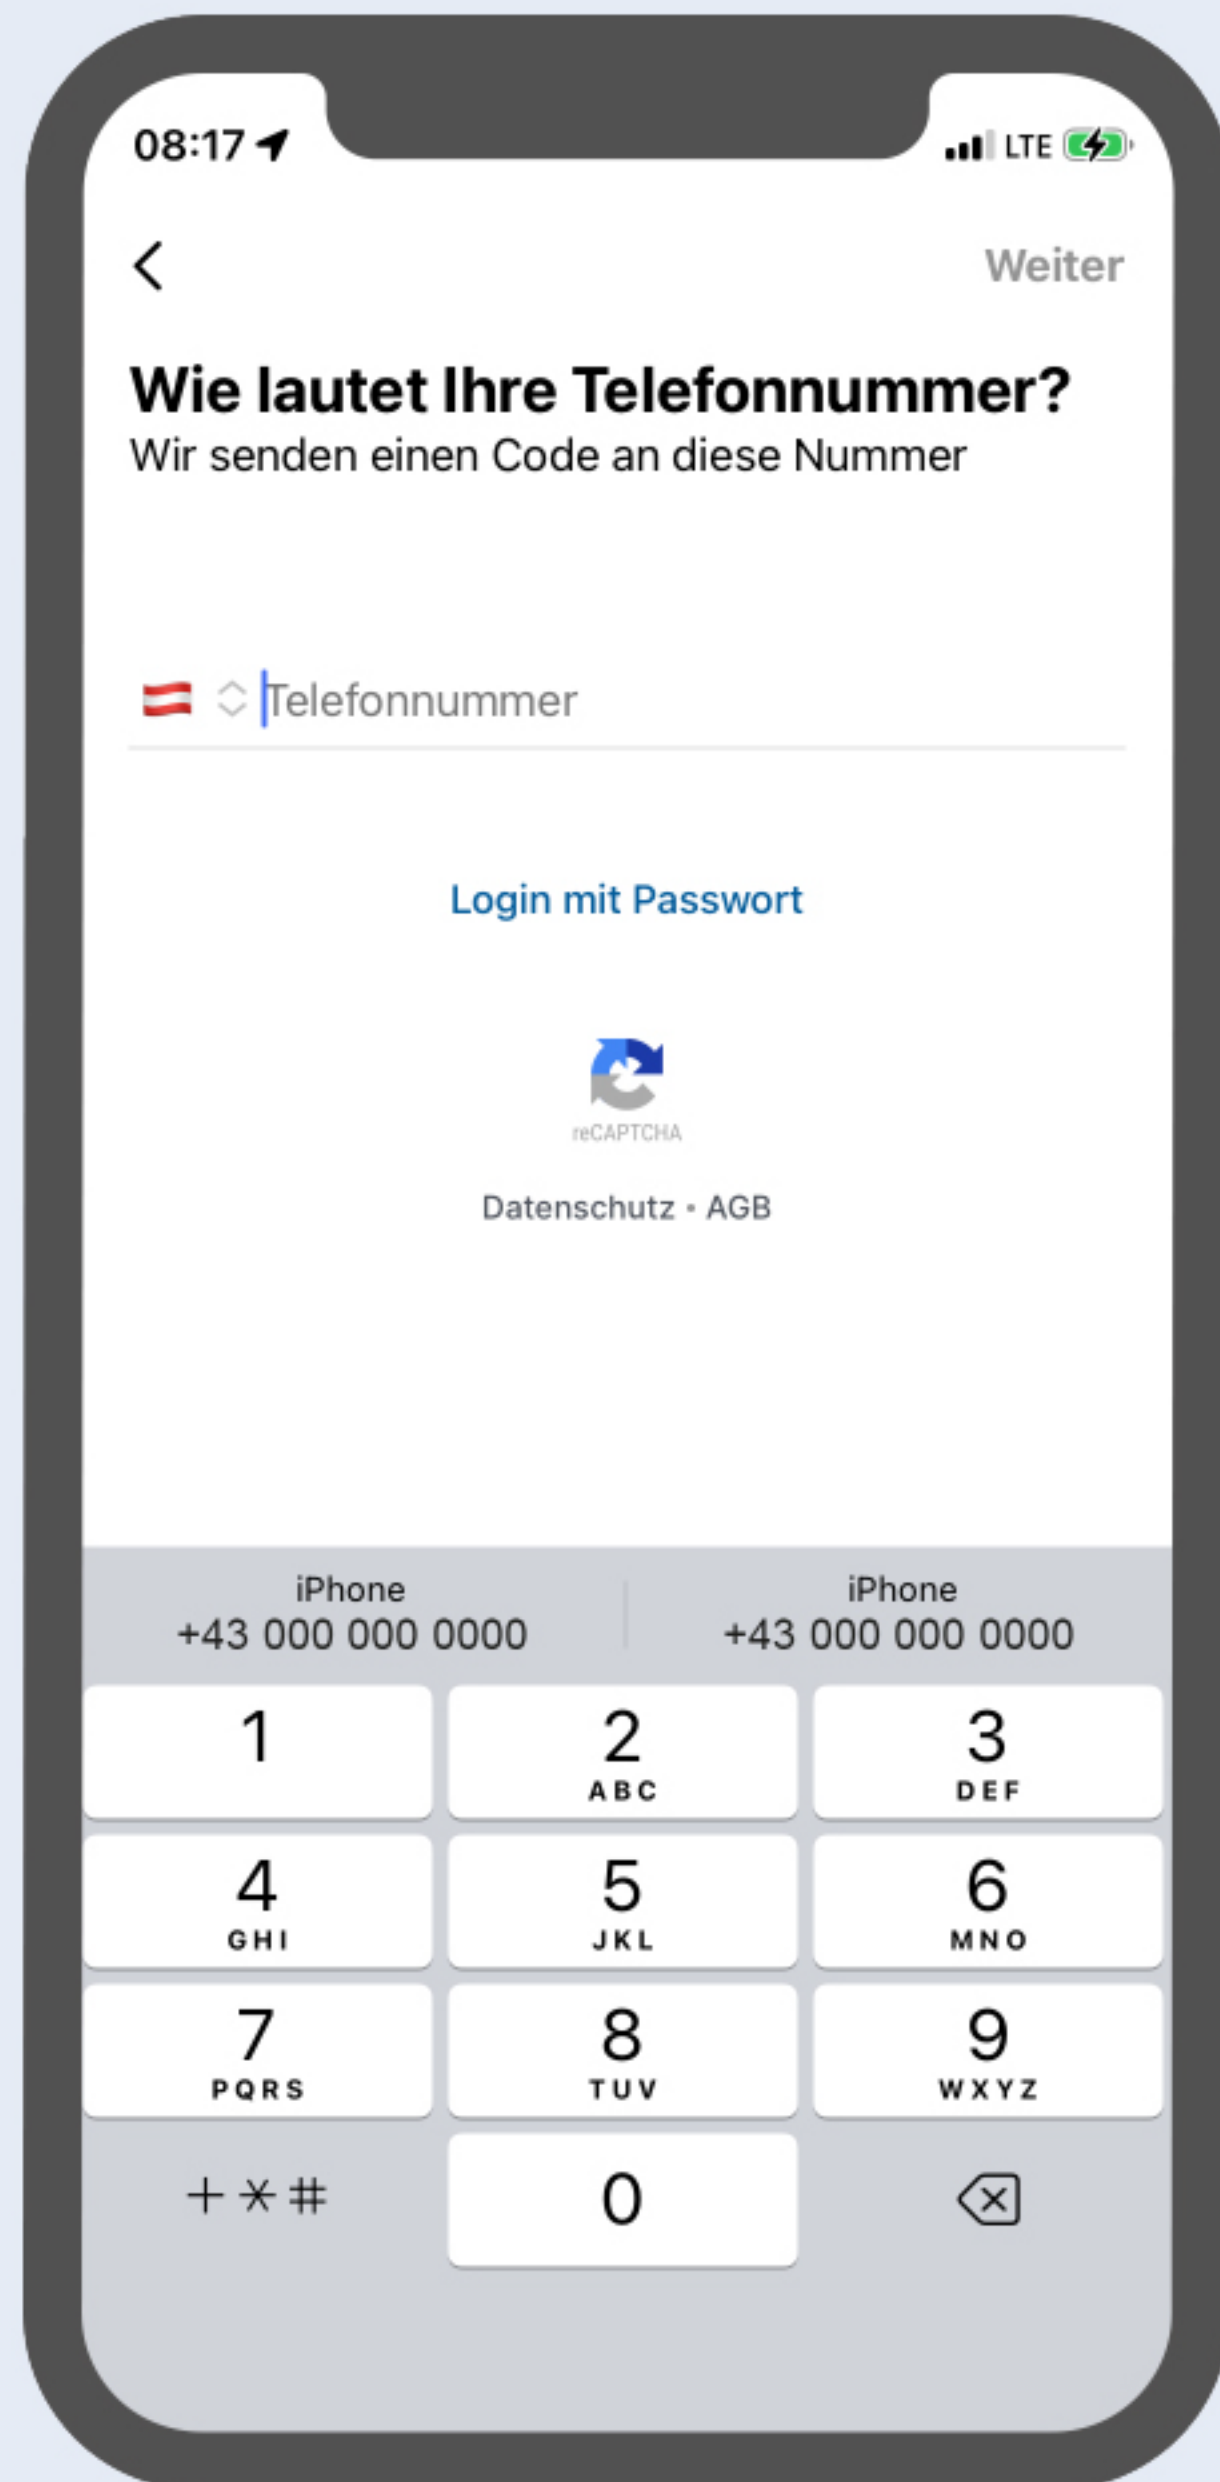 08:17
LTE
Weiter
Wie lautet Ihre Telefonnummer?
Wir senden einen Code an diese Nummer
Telefonnummer
Login mit Passwort
reCAPTCHA
Datenschutz • AGB
iPhone iPhone
+43 000 000 0000 +43 000 000 0000
1 2 3
ABC DEF
4 5 6
GHI JKL MNO
7 8 9
PQRS TUV WXYZ
+*# 0